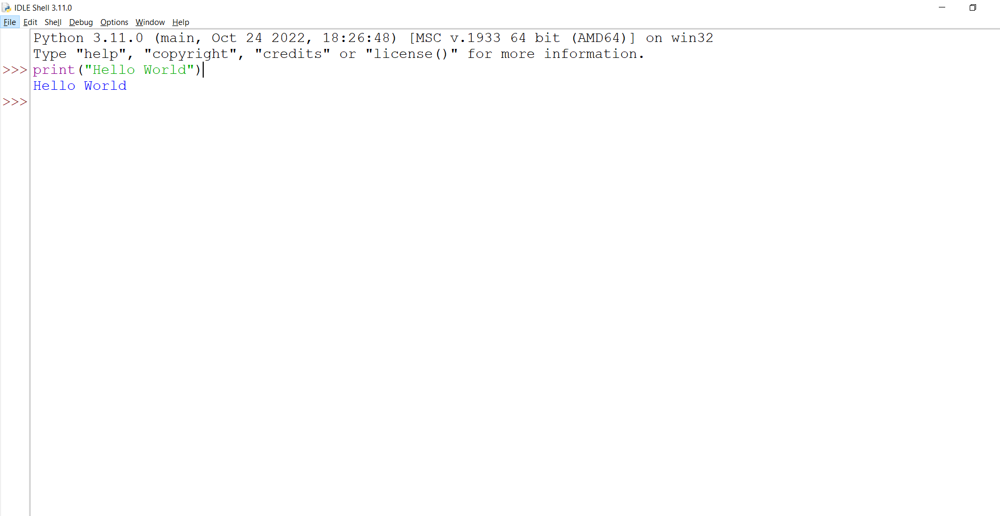 IDLE Shell 3.11.0
File Edit Shell Debug Options Window Help
Python 3.11.0 (main, Oct 24 2022, 18:26:48) [MSC v.1933 64 bit (AMD64)] on win32
Type "help", "copyright", "credits" or "license()" for more information.
>>> print("Hello World")
Hello World
>>>